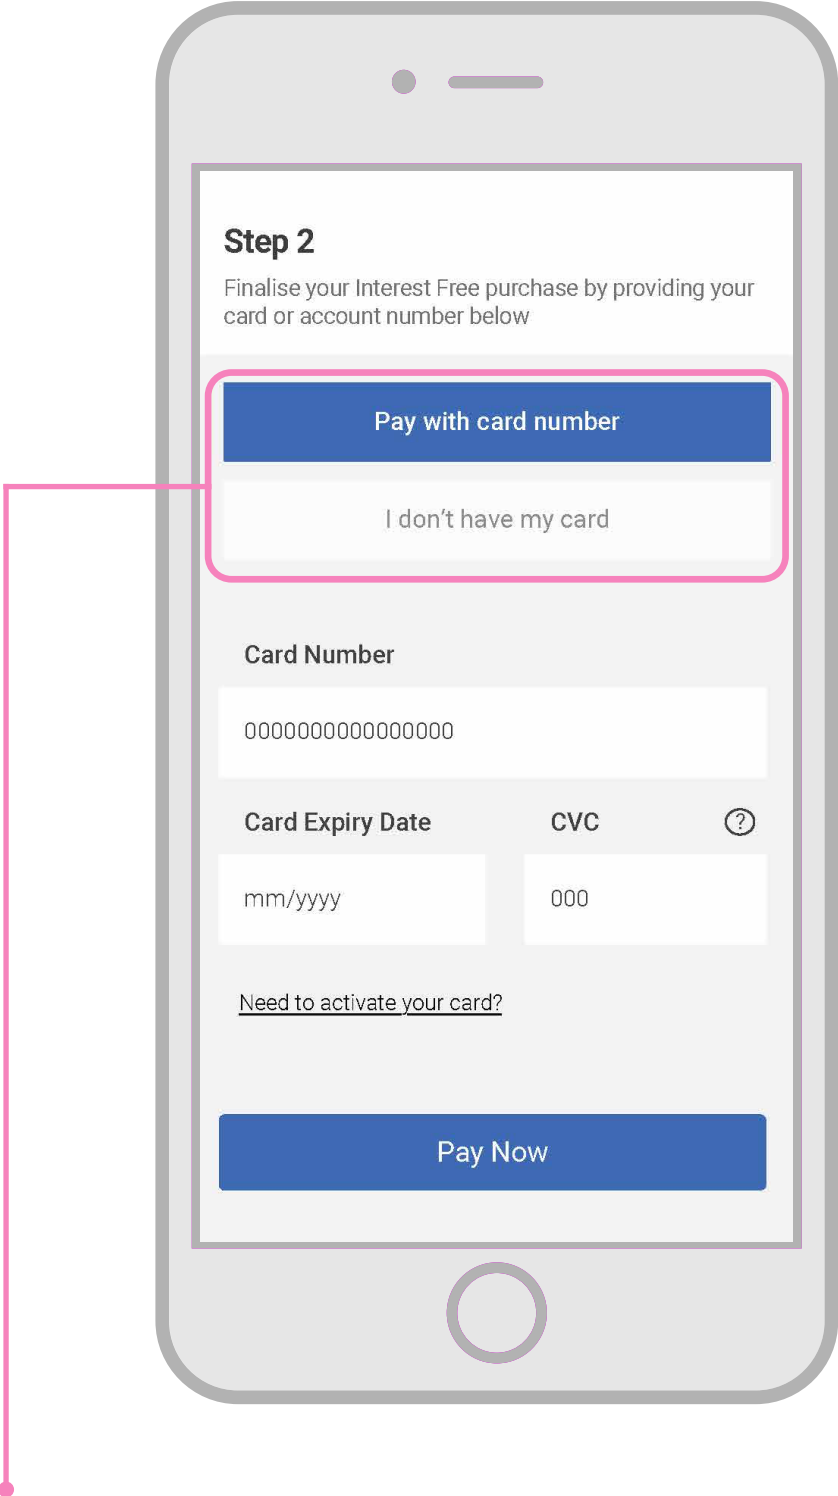 Step 2
Finalise your Interest Free purchase by providing your
card or account number below
Pay with card number
I don’t have my card
Card Number
0000000000000000
Card Expiry Date CVC ?
mm/yyyy 000
Need to activate your card?
Pay Now